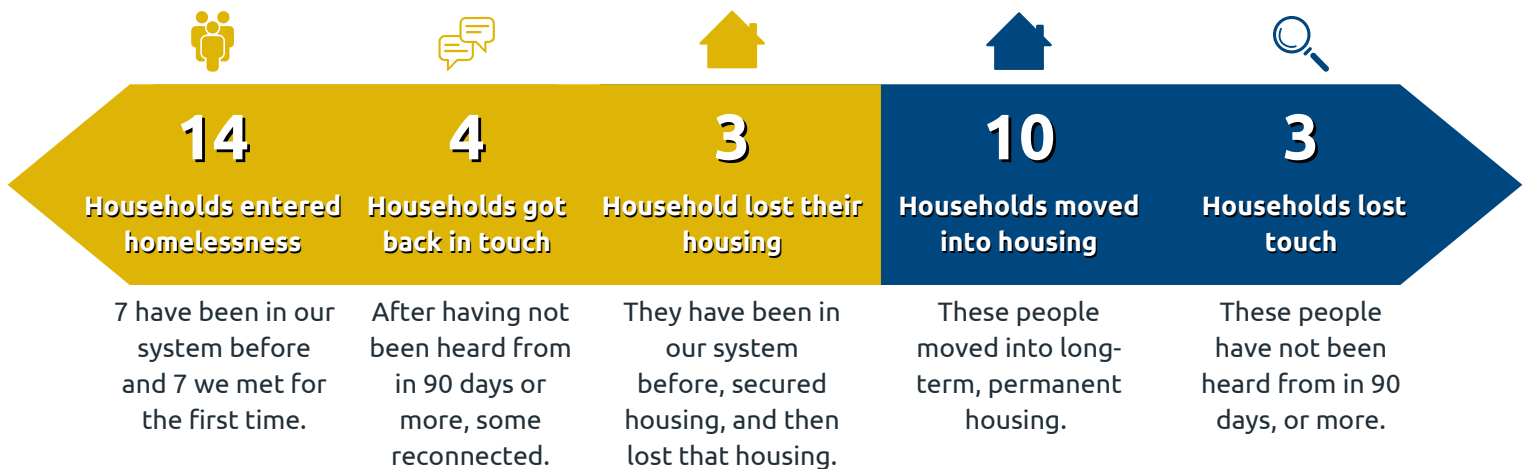 14
Households entered
homelessness
7 have been in our
system before
and 7 we met for
the first time.
4
Households got
back in touch
After having not
been heard from
in 90 days or
more, some
reconnected.
3
Household lost their
housing
They have been in
our system
before, secured
housing, and then
lost that housing.
10
Households moved
into housing
These people
moved into long-
term, permanent
housing.
3
Households lost
touch
These people
have not been
heard from in 90
days, or more.